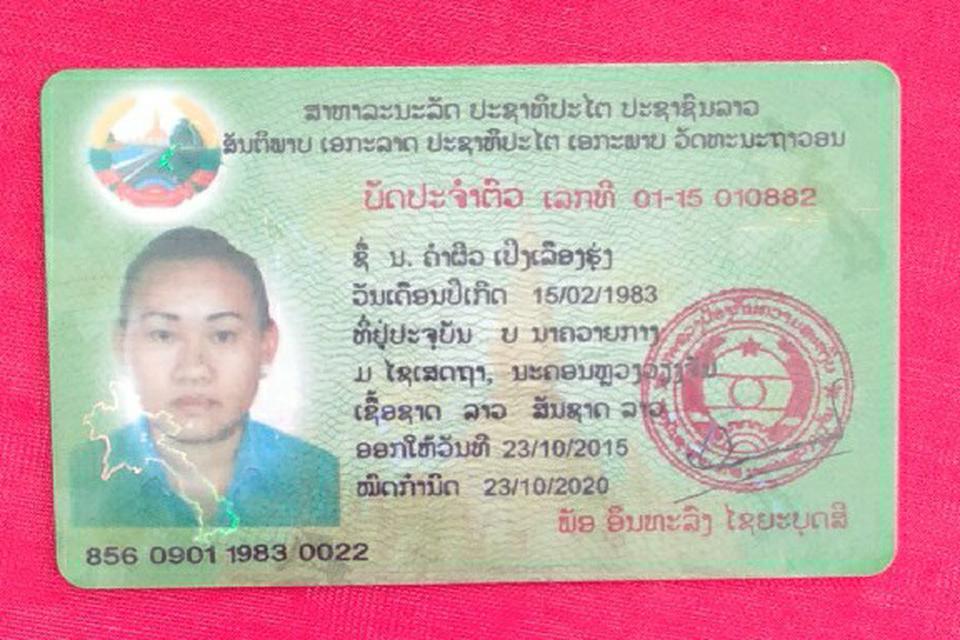 ສາທາລະນະລັດ ປະຊາທິປະໄຕ ປະຊາຊົນລາວ
ສັນຕິພາບ ເອກະລາດ ປະຊາທິປະໄຕ ເອກະພາບ ວັດທະນະຖາວອນ
ບັດປະຈຳຕົວ ເລກທີ 01-15 010882
ຊື່ ນ. ຄຳຜິວ ເປັງເລືອງຮຸ່ງ
ວັນເດືອນປີເກີດ 15/02/1983
ທີ່ຢູ່ປະຈຸບັນ ບ ນາຄວາຍກາງ
ມ ໄຊເສດຖາ, ນະຄອນຫຼວງວຽງຈັນ
ເຊື້ອຊາດ ລາວ ສັນຊາດ ລາວ
ອອກໃຫ້ວັນທີ 23/10/2015
ໝົດກຳນົດ 23/10/2020
ພັອ ອິນທະລົງ ໄຊຍະບຸດສີ
856 0901 1983 0022